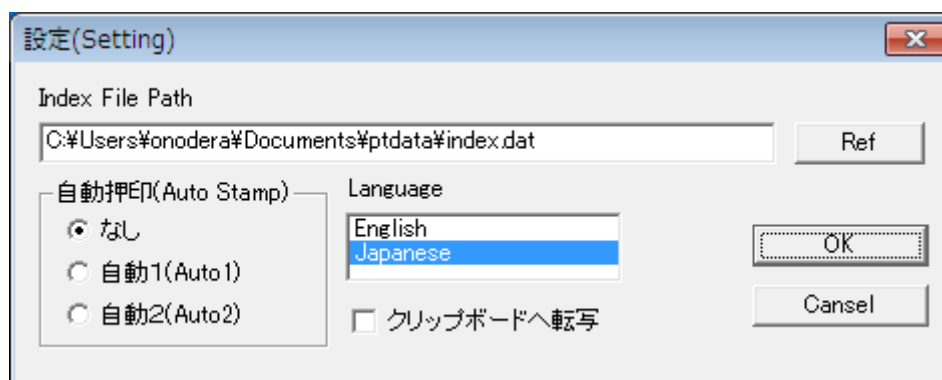 設定(Setting)
Index File Path
C:¥Users¥onodera¥Documents¥ptdata¥index.dat
Ref
自動押印(Auto Stamp)
なし
自動1(Auto1)
自動2(Auto2)
Language
English
Japanese
クリップボードへ転写
OK
Cansel